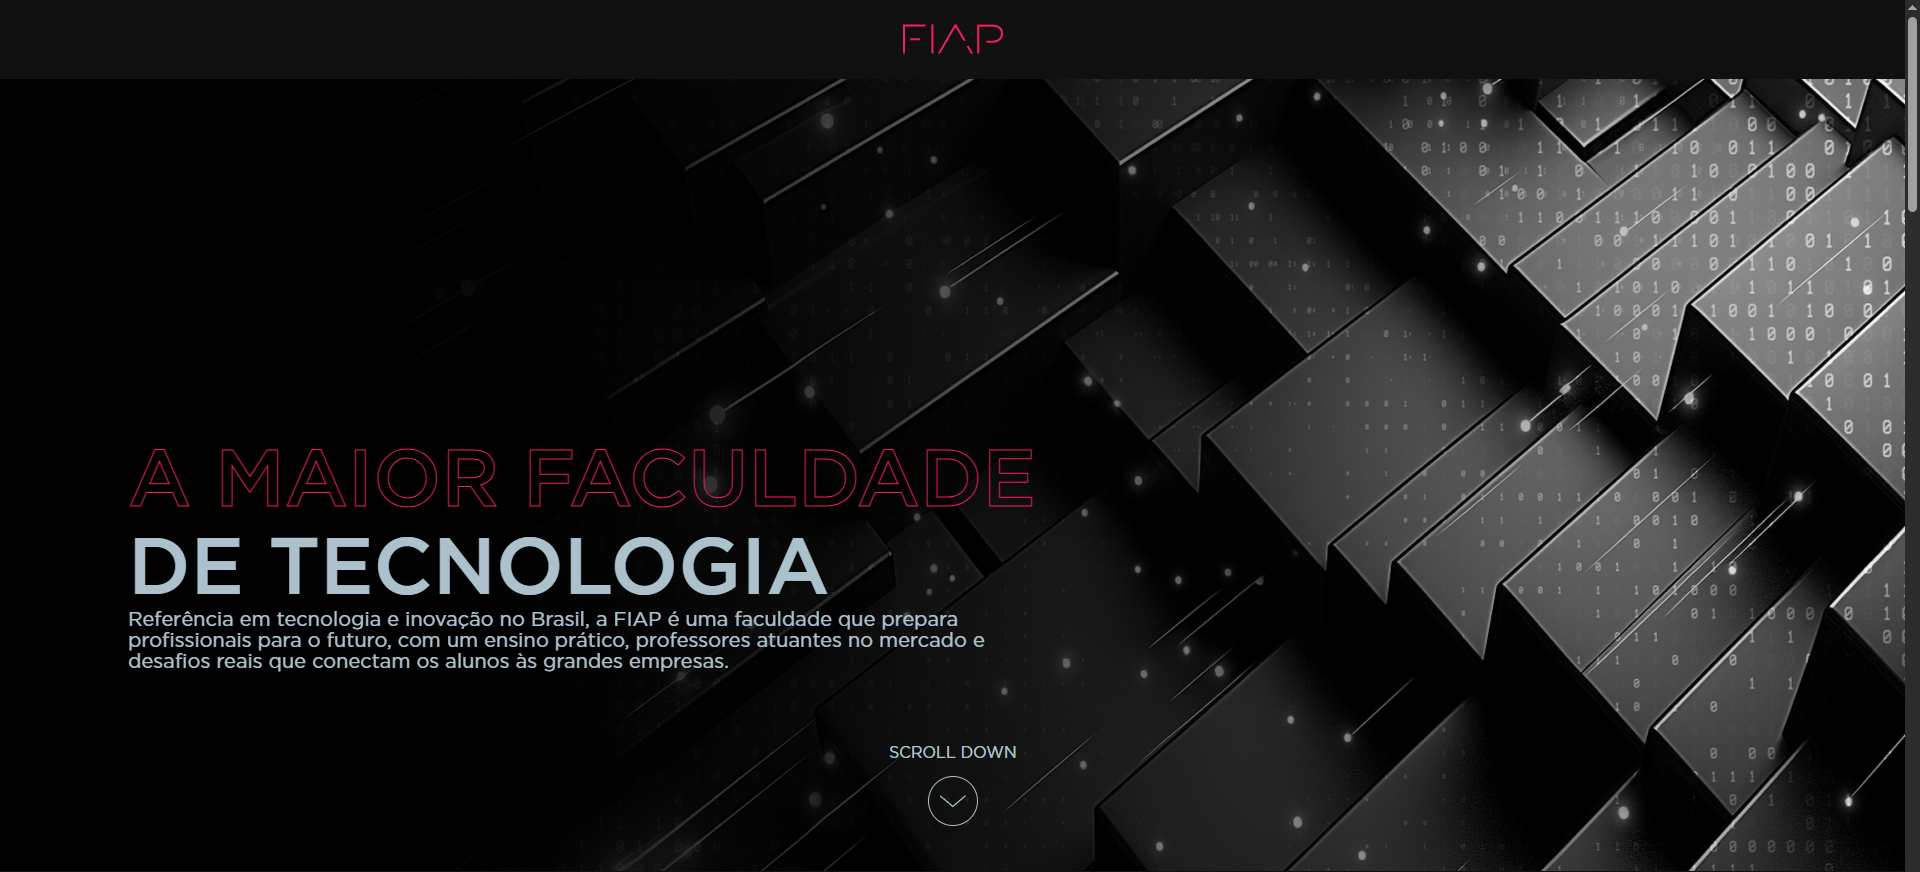 FIAP
A MAIOR FACULDADE
DE TECNOLOGIA
Referência em tecnologia e inovação no Brasil, a FIAP é uma faculdade que prepara
profissionais para o futuro, com um ensino prático, professores atuantes no mercado e
desafios reais que conectam os alunos às grandes empresas.
SCROLL DOWN